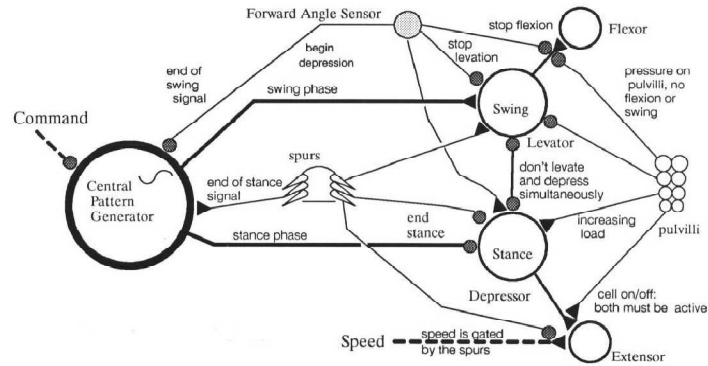 Forward Angle Sensor
stop flexion
Flexor
begin
depression
stop
levation
end of
swing
signal
swing phase
Swing
pressure on
pulvilli, no
flexion or
swing
Command
Levator
spurs
don't levate
and depress
simultaneously
Central
Pattern
Generator
end of stance
signal
end
stance
increasing
load
pulvilli
stance phase
Stance
Depressor
cell on/off:
both must be active
Speed
speed is gated
by the spurs
Extensor